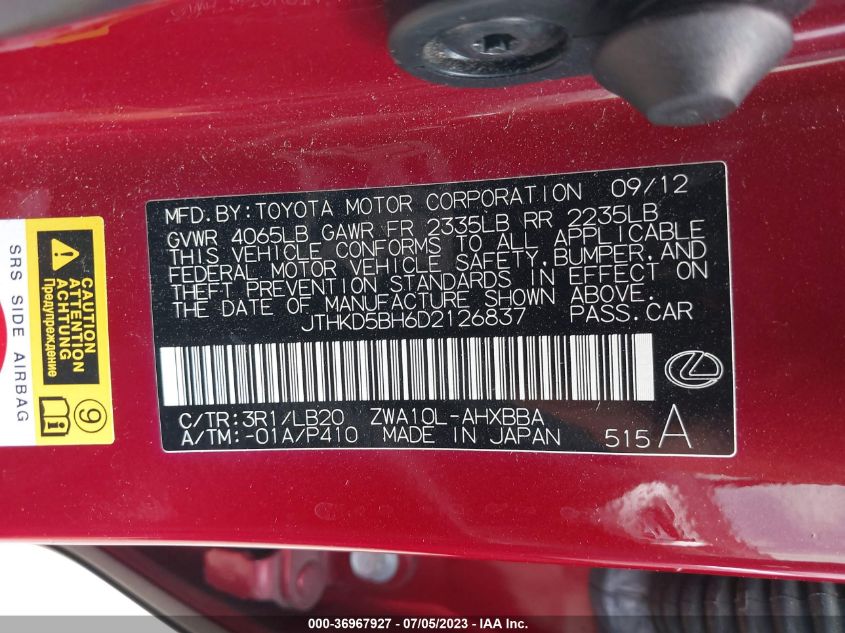 MFD.BY:TOYOTA MOTOR CORPORATION 09/12
GVWR 4065LB GAWR FR 2335LB RR 2235LB
THIS VEHICLE CONFORMS TO ALL APPLICABLE
FEDERAL MOTOR VEHICLE SAFETY,BUMPER,AND
THEFT PREVENTION STANDARDS IN EFFECT ON
THE DATE OF MANUFACTURE SHOWN ABOVE.
JTHKD5BH6D2126837 PASS.CAR
C/TR:3R1/LB20 ZWA10L-AHXBBA
A/TM:-01A/P410 MADE IN JAPAN 515 A
SRS SIDE AIRBAG
CAUTION
ATTENTION
ACHTUNG
Предупреждение
9
000-36967927 / 07/05/2023 - IAA Inc.